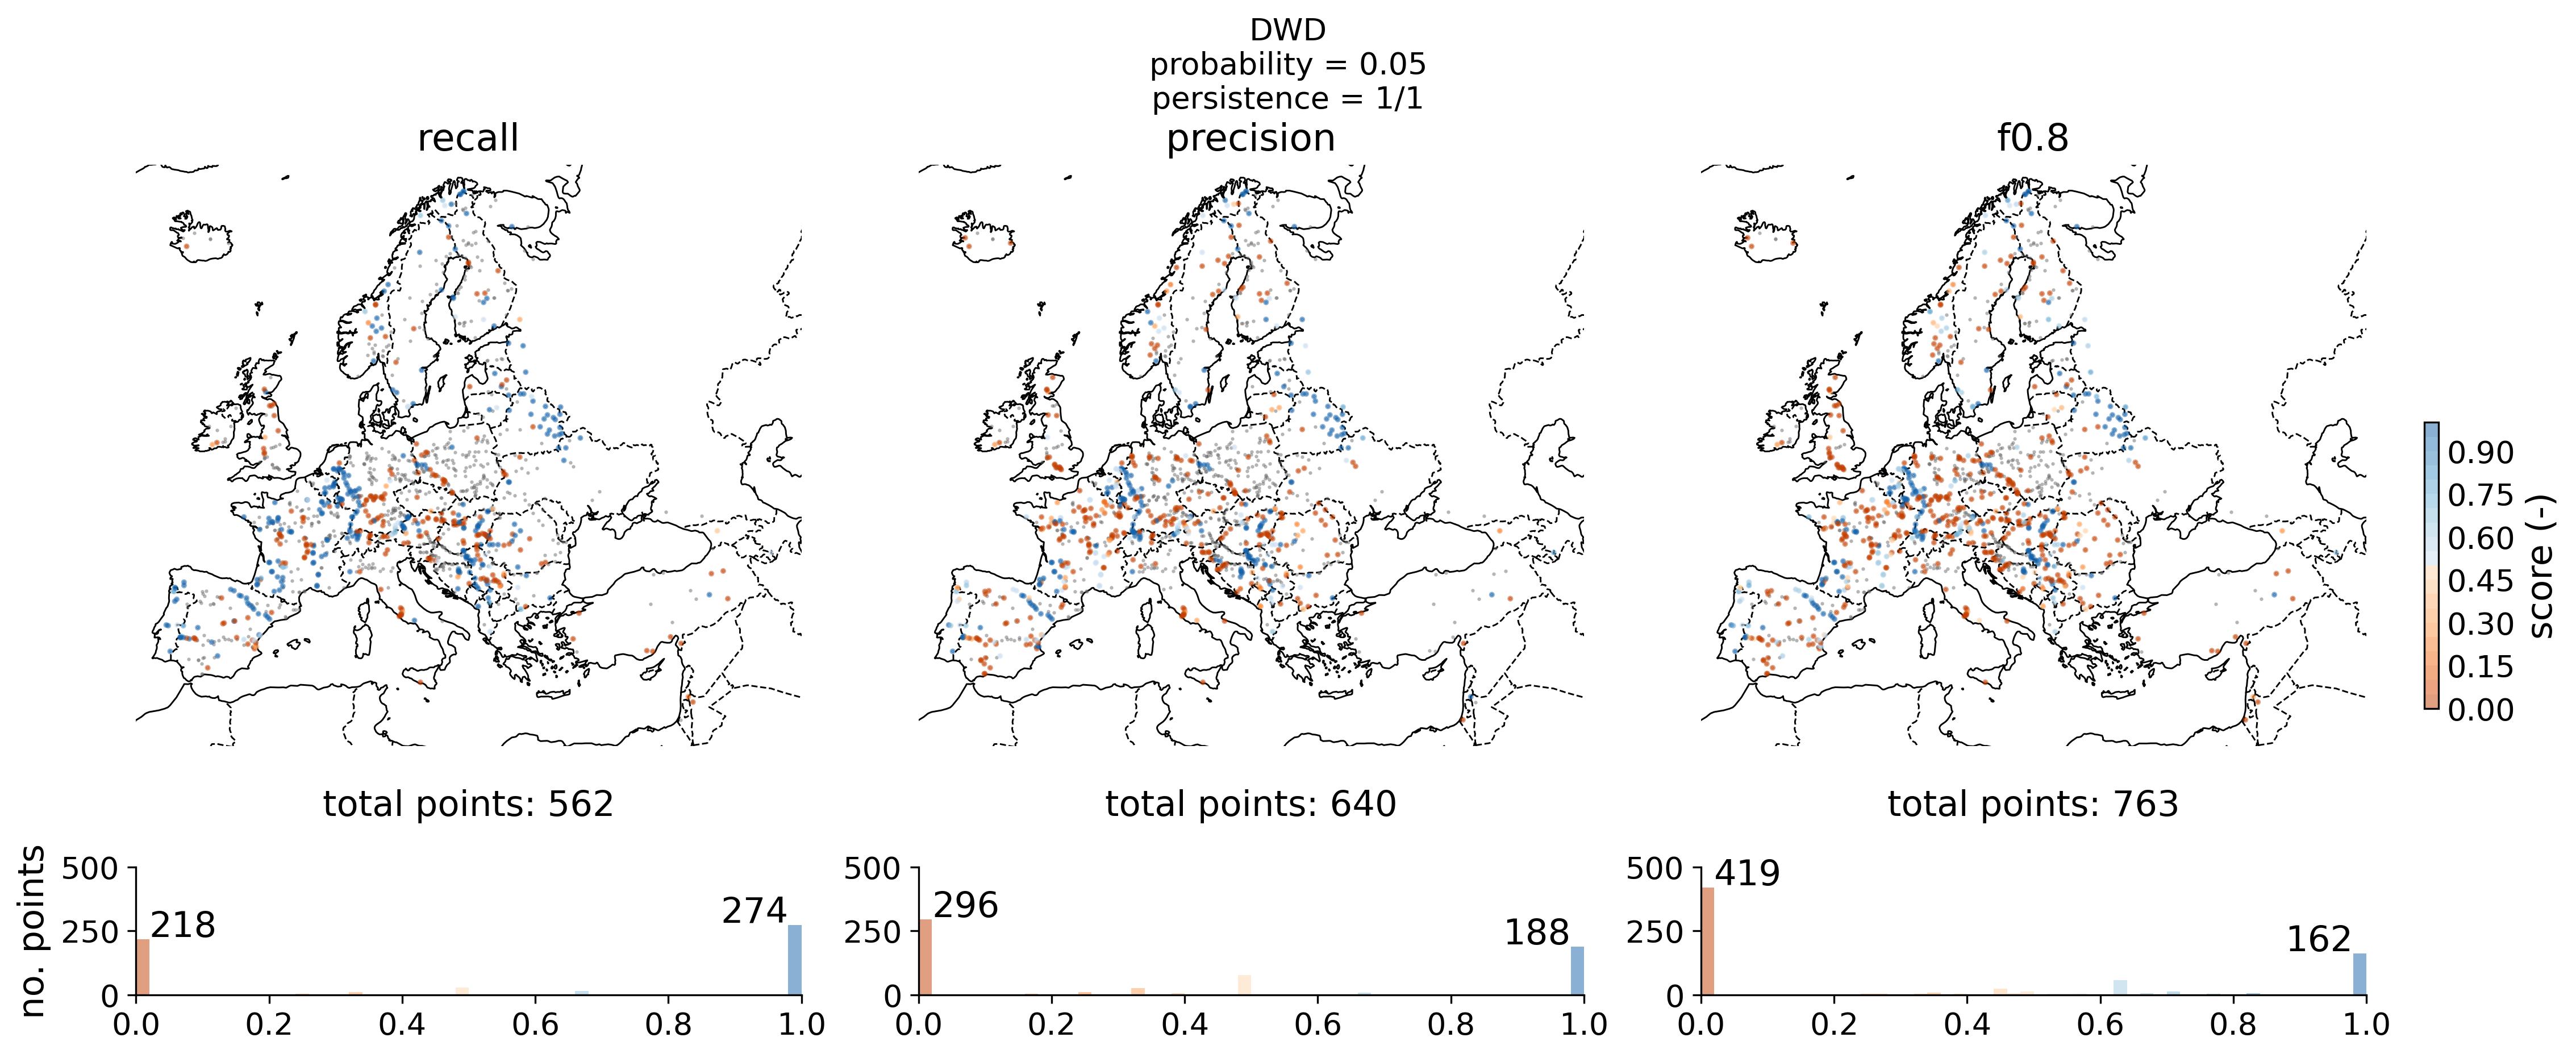 DWD
probability = 0.05
persistence = 1/1
recall
precision
f0.8
0.90
0.75
0.60
0.45
0.30
0.15
0.00
score (-)
total points: 562
total points: 640
total points: 763
no. points
500
250
0
218
274
0.0 0.2 0.4 0.6 0.8 1.0
500
250
0
296
188
0.0 0.2 0.4 0.6 0.8 1.0
500
250
0
419
162
0.0 0.2 0.4 0.6 0.8 1.0